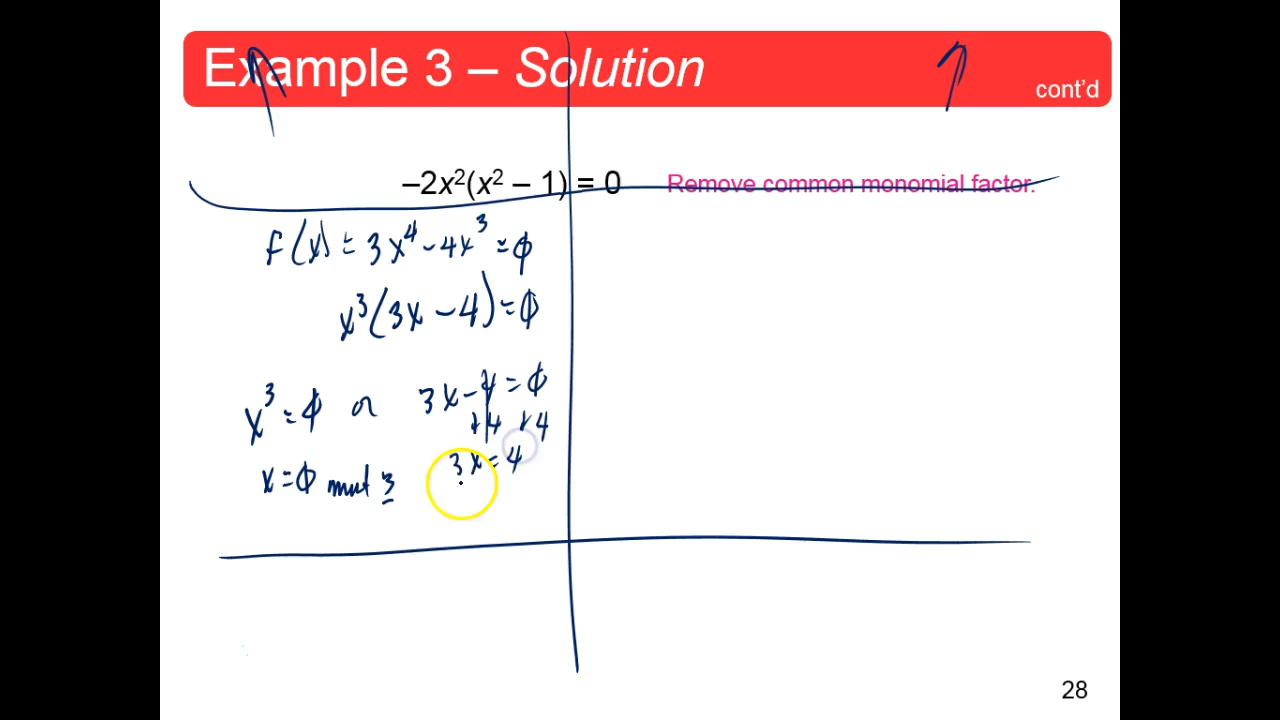 Example 3 – Solution
cont'd
–2x²(x² – 1) = 0 Remove common monomial factor.
f(x) = 3x⁴ - 4x³ = ϕ
x³(3x - 4) = ϕ
x³ = ϕ or 3x - 4 = ϕ
+4 +4
x = ϕ mult 3 3x = 4
28